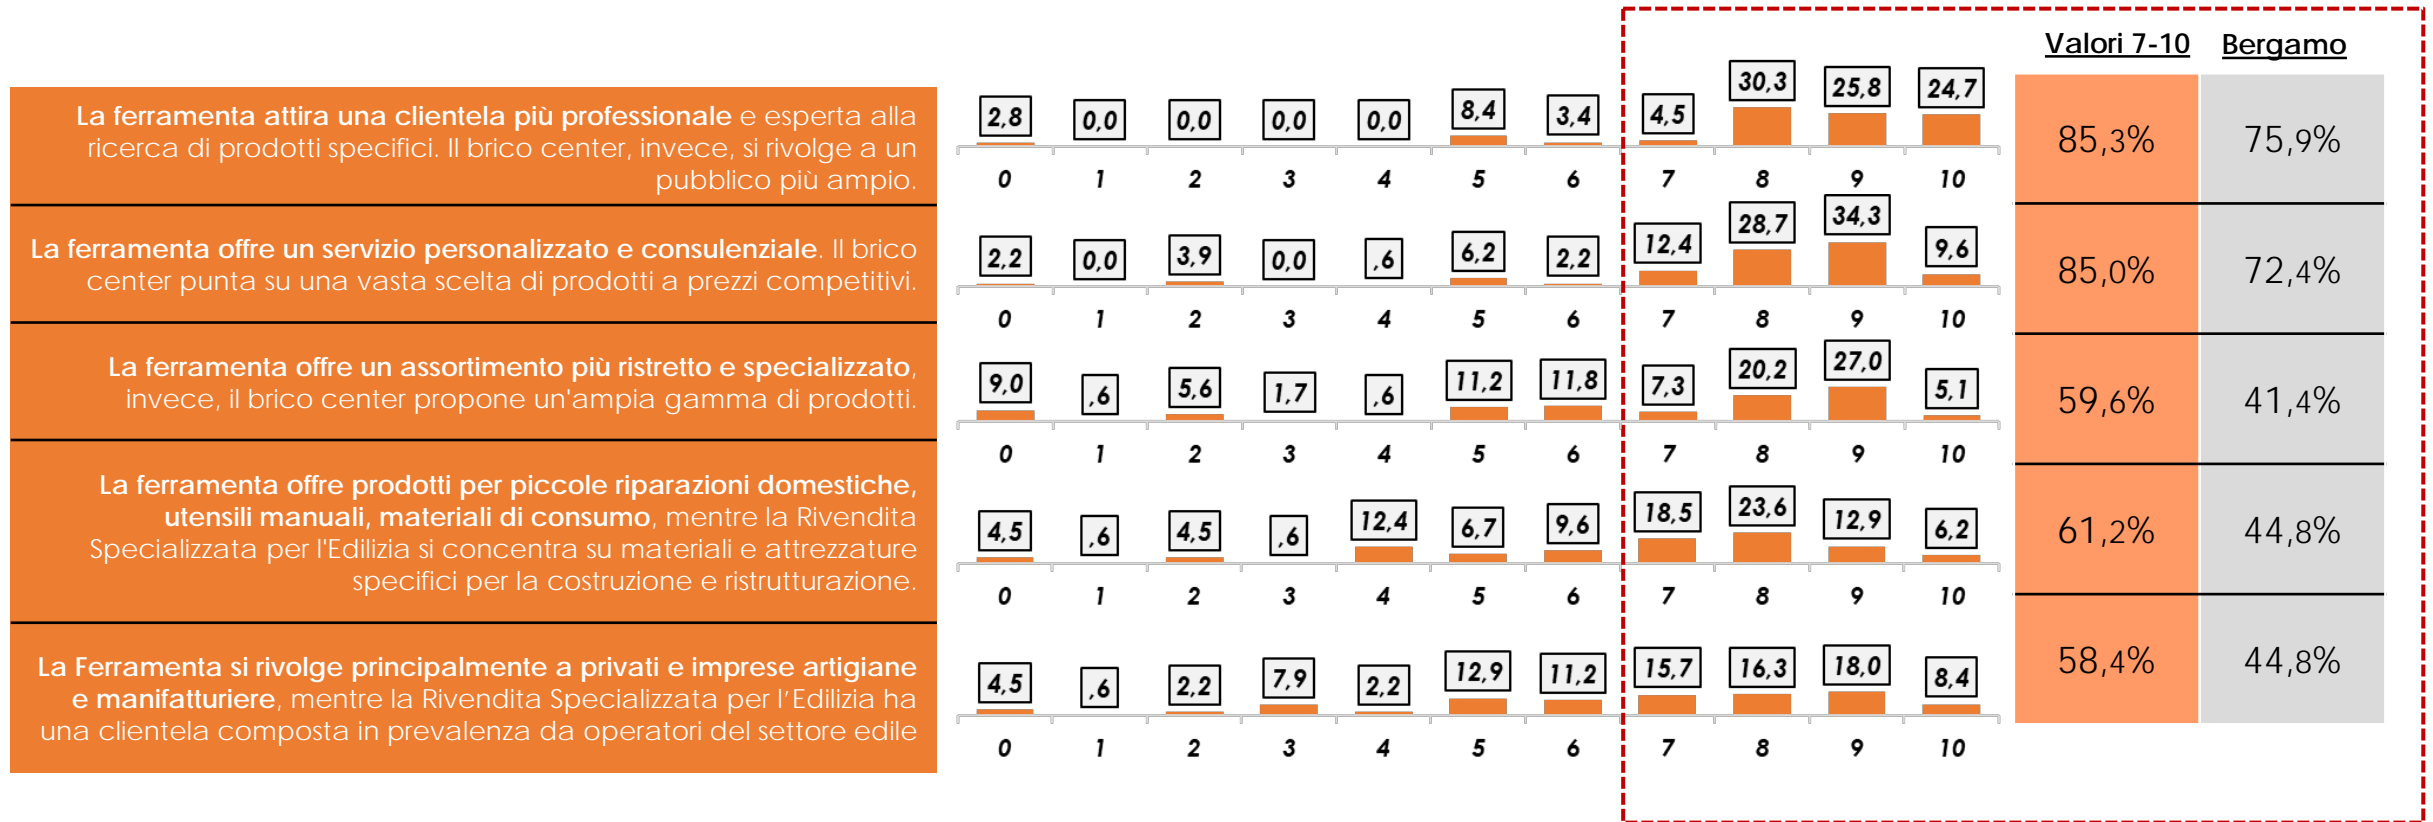 Valori 7-10 Bergamo
La ferramenta attira una clientela più professionale e esperta alla
ricerca di prodotti specifici. Il brico center, invece, si rivolge a un
pubblico più ampio.
2,8 0,0 0,0 0,0 0,0 8,4 3,4 4,5 30,3 25,8 24,7
0 1 2 3 4 5 6 7 8 9 10
85,3% 75,9%
La ferramenta offre un servizio personalizzato e consulenziale. Il brico
center punta su una vasta scelta di prodotti a prezzi competitivi.
2,2 0,0 3,9 0,0 ,6 6,2 2,2 12,4 28,7 34,3 9,6
0 1 2 3 4 5 6 7 8 9 10
85,0% 72,4%
La ferramenta offre un assortimento più ristretto e specializzato,
invece, il brico center propone un'ampia gamma di prodotti.
9,0 ,6 5,6 1,7 ,6 11,2 11,8 7,3 20,2 27,0 5,1
0 1 2 3 4 5 6 7 8 9 10
59,6% 41,4%
La ferramenta offre prodotti per piccole riparazioni domestiche,
utensili manuali, materiali di consumo, mentre la Rivendita
Specializzata per l'Edilizia si concentra su materiali e attrezzature
specifici per la costruzione e ristrutturazione.
4,5 ,6 4,5 ,6 12,4 6,7 9,6 18,5 23,6 12,9 6,2
0 1 2 3 4 5 6 7 8 9 10
61,2% 44,8%
La Ferramenta si rivolge principalmente a privati e imprese artigiane
e manifatturiere, mentre la Rivendita Specializzata per l’Edilizia ha
una clientela composta in prevalenza da operatori del settore edile
4,5 ,6 2,2 7,9 2,2 12,9 11,2 15,7 16,3 18,0 8,4
0 1 2 3 4 5 6 7 8 9 10
58,4% 44,8%